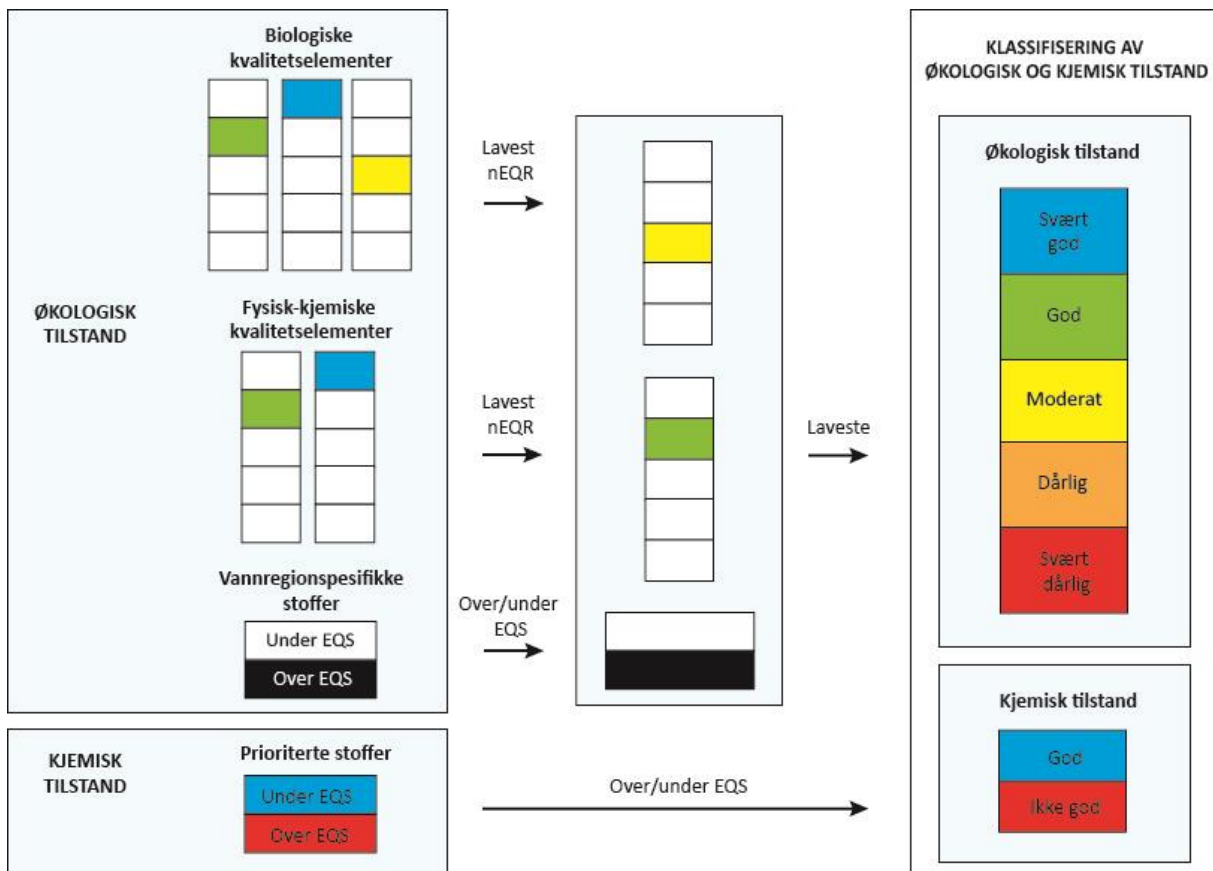 Biologiske
kvalitetselementer
ØKOLOGISK
TILSTAND
Fysisk-kjemiske
kvalitetselementer
Vannregionspesifikke
stoffer
Under EQS
Over EQS
KJEMISK
TILSTAND
Prioriterte stoffer
Under EQS
Over EQS
Lavest
nEQR
Lavest
nEQR
Over/under
EQS
Over/under EQS
Laveste
KLASSIFISERING AV
ØKOLOGISK OG KJEMISK TILSTAND
Økologisk tilstand
Svært
god
God
Moderat
Dårlig
Svært
dårlig
Kjemisk tilstand
God
Ikke god